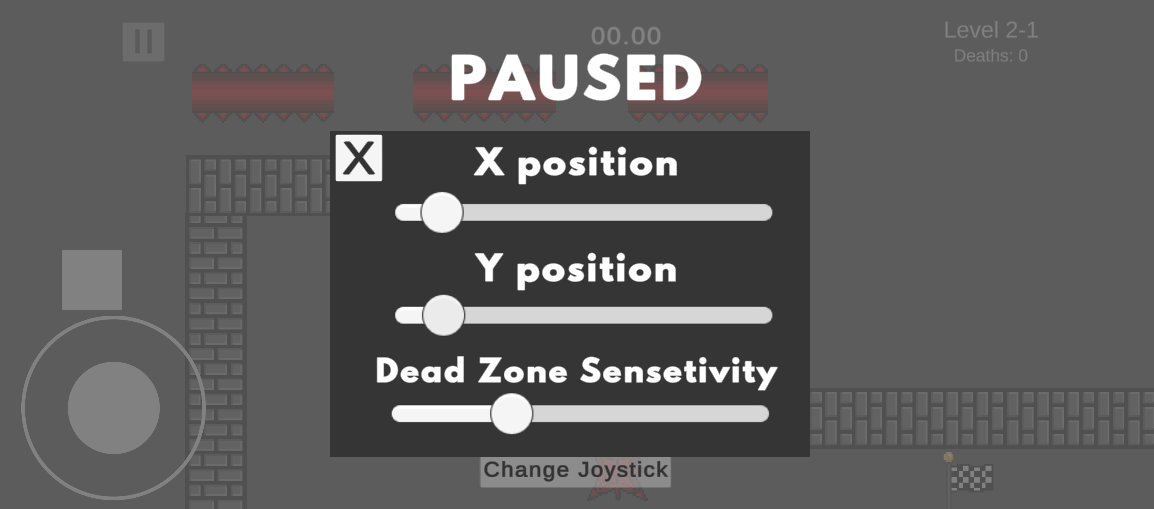 00.00
Level 2-1
Deaths: 0
PAUSED
X
X position
Y position
Dead Zone Sensetivity
Change Joystick